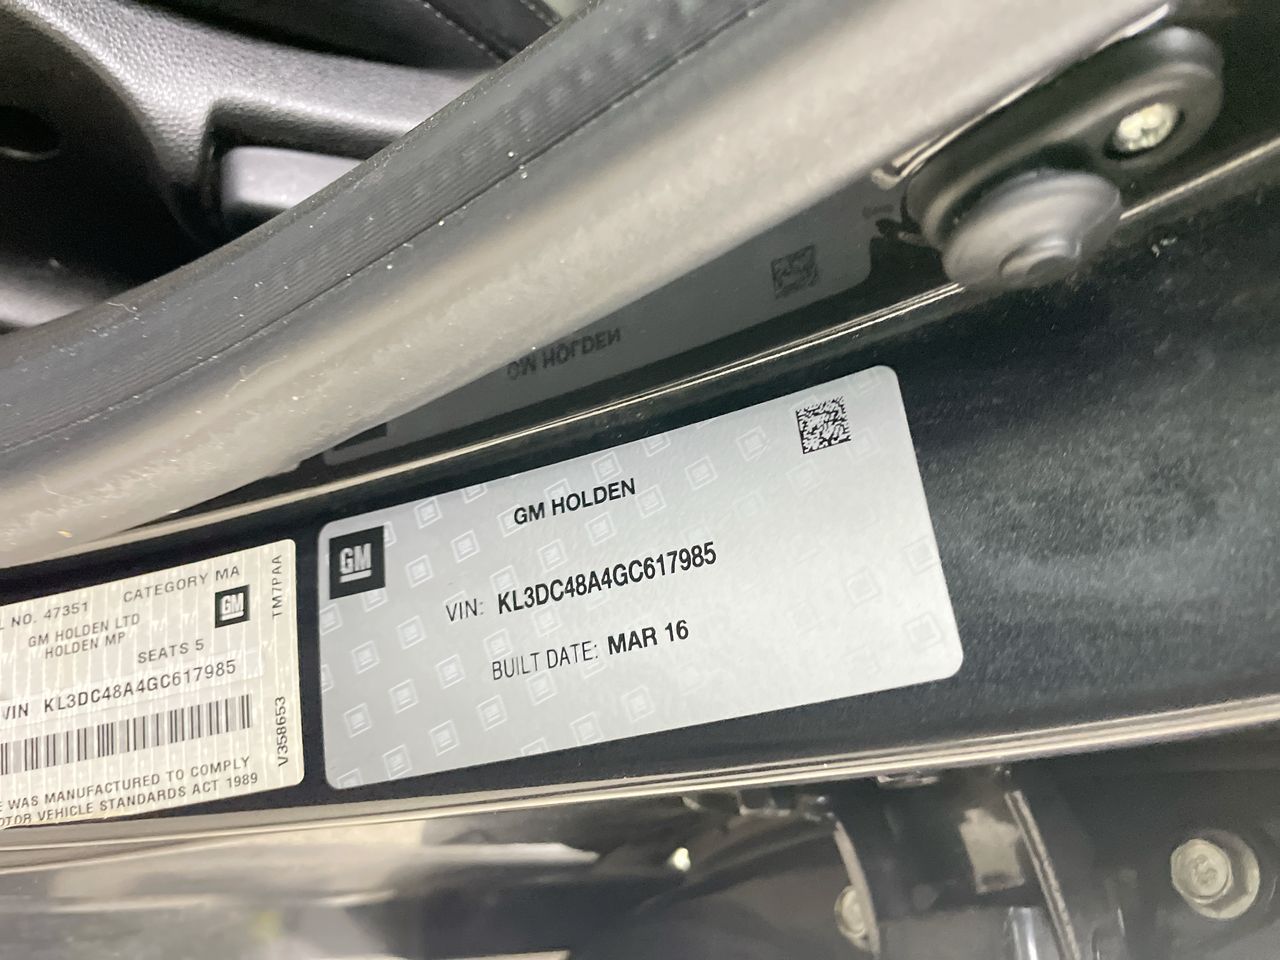 GM
GM HOLDEN
VIN: KL3DC48A4GC617985
BUILT DATE: MAR 16
NO. 47351 CATEGORY MA
GM HOLDEN LTD
HOLDEN MP
GM
SEATS 5
VIN KL3DC48A4GC617985
WAS MANUFACTURED TO COMPLY
VEHICLE STANDARDS ACT 1989
TM7PAA
V358653
GM HOLDEN